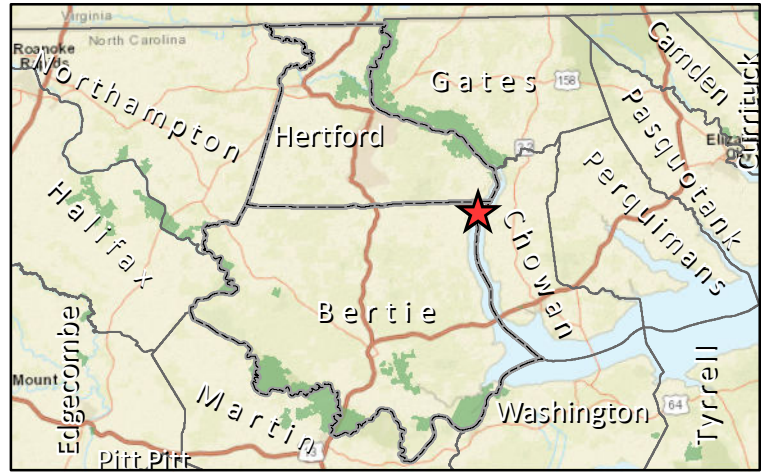 Virginia
North Carolina
Roanoke
Rapids
Northampton
Hertford
Gates
158
Camden
Currituck
Pasquotank
Perquimans
Chowan
Halifax
Bertie
Edgecombe
Mount
Martin
Washington
64
Tyrrell
Pitt Pitt